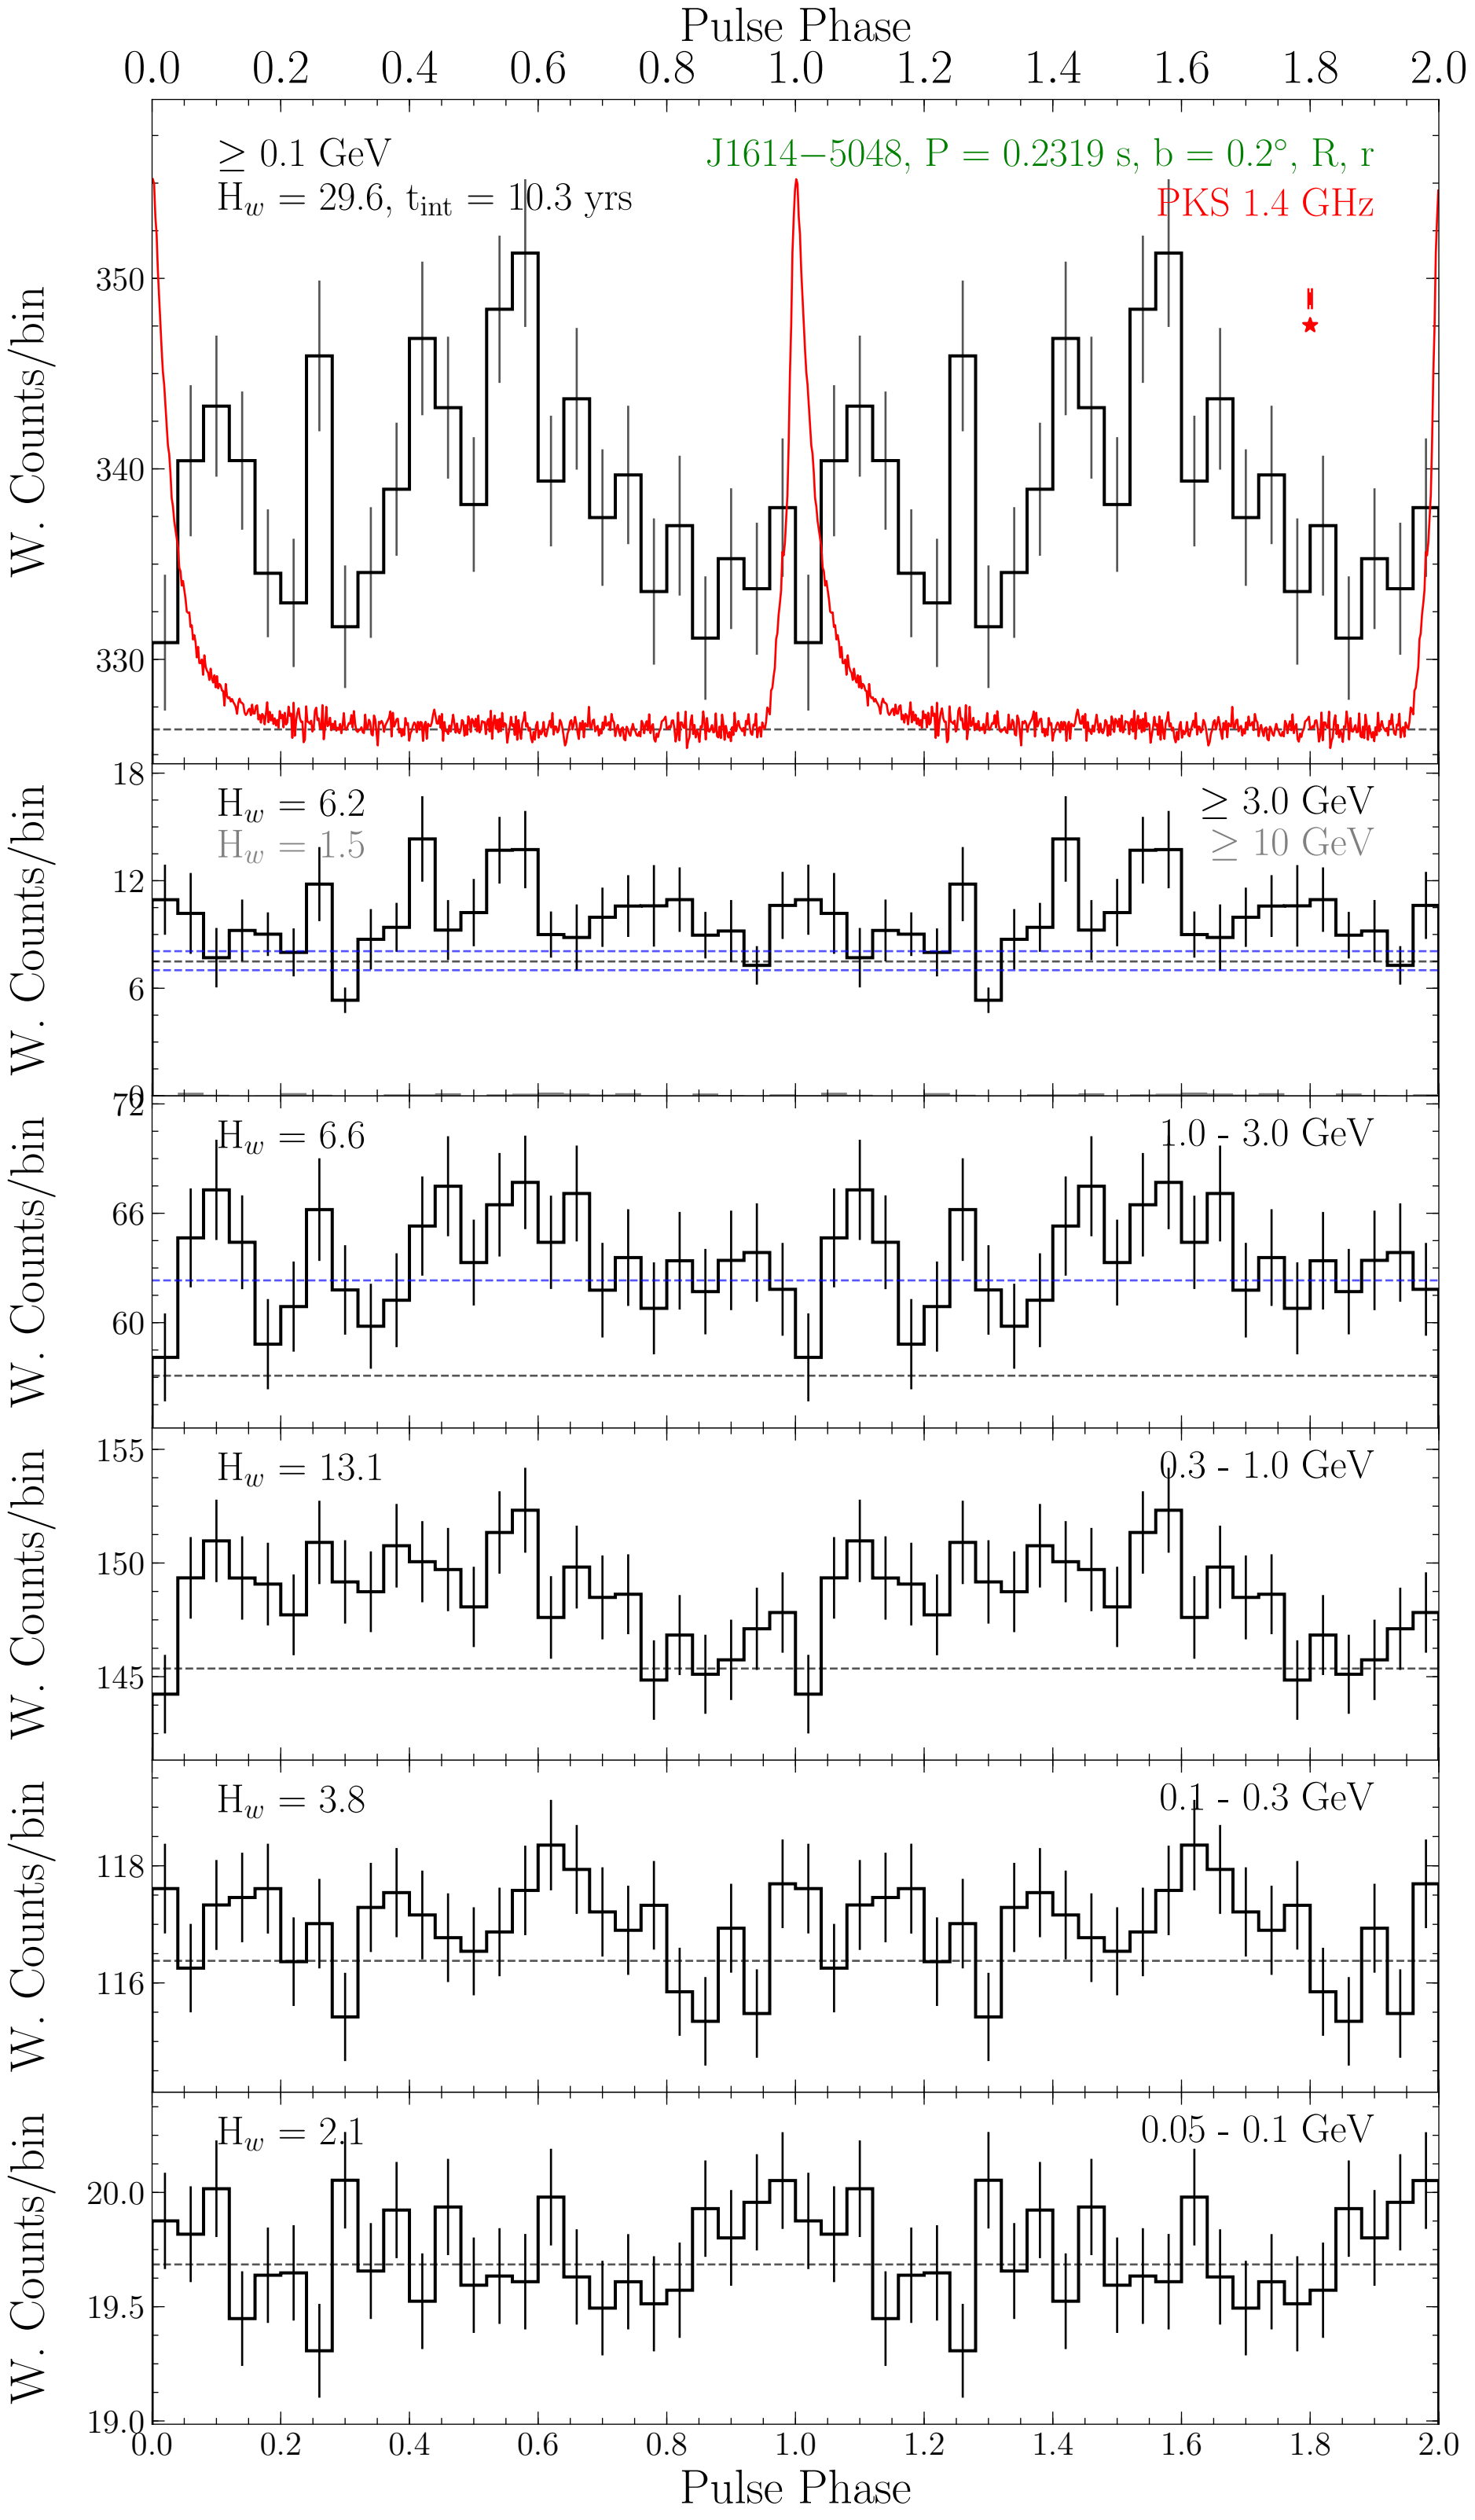 Pulse Phase
0.0 0.2 0.4 0.6 0.8 1.0 1.2 1.4 1.6 1.8 2.0
≥ 0.1 GeV
H_w = 29.6, t_int = 10.3 yrs
J1614−5048, P = 0.2319 s, b = 0.2°, R, r
PKS 1.4 GHz
W. Counts/bin
350
340
330
H_w = 6.2
H_w = 1.5
≥ 3.0 GeV
≥ 10 GeV
W. Counts/bin
18
12
6
0
H_w = 6.6
1.0 - 3.0 GeV
W. Counts/bin
72
66
60
H_w = 13.1
0.3 - 1.0 GeV
W. Counts/bin
155
150
145
H_w = 3.8
0.1 - 0.3 GeV
W. Counts/bin
118
116
H_w = 2.1
0.05 - 0.1 GeV
W. Counts/bin
20.0
19.5
19.0
0.0 0.2 0.4 0.6 0.8 1.0 1.2 1.4 1.6 1.8 2.0
Pulse Phase